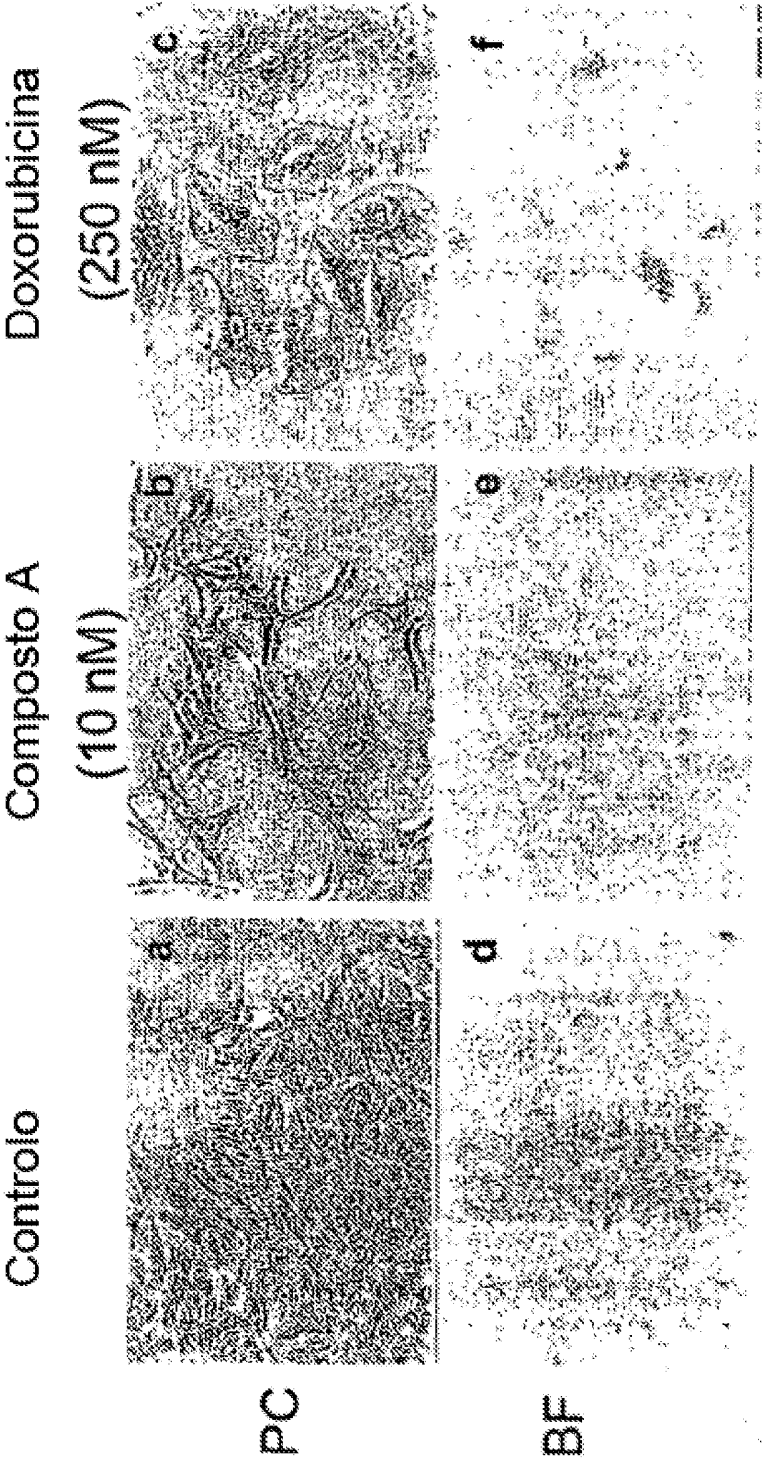 Controlo
Composto A
(10 nM)
Doxorubicina
(250 nM)
PC
a
b
c
BF
d
e
f